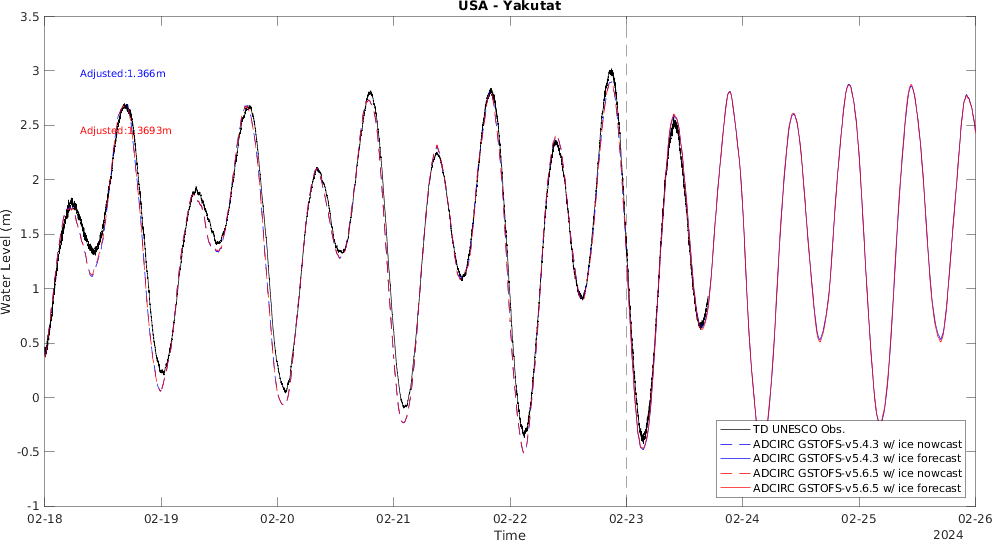 USA - Yakutat
3.5
3
2.5
2
1.5
1
0.5
0
-0.5
-1
Water Level (m)
Adjusted:1.366m
Adjusted:1.3693m
TD UNESCO Obs.
ADCIRC GSTOFS-v5.4.3 w/ ice nowcast
ADCIRC GSTOFS-v5.4.3 w/ ice forecast
ADCIRC GSTOFS-v5.6.5 w/ ice nowcast
ADCIRC GSTOFS-v5.6.5 w/ ice forecast
02-18 02-19 02-20 02-21 02-22 02-23 02-24 02-25 02-26
Time
2024